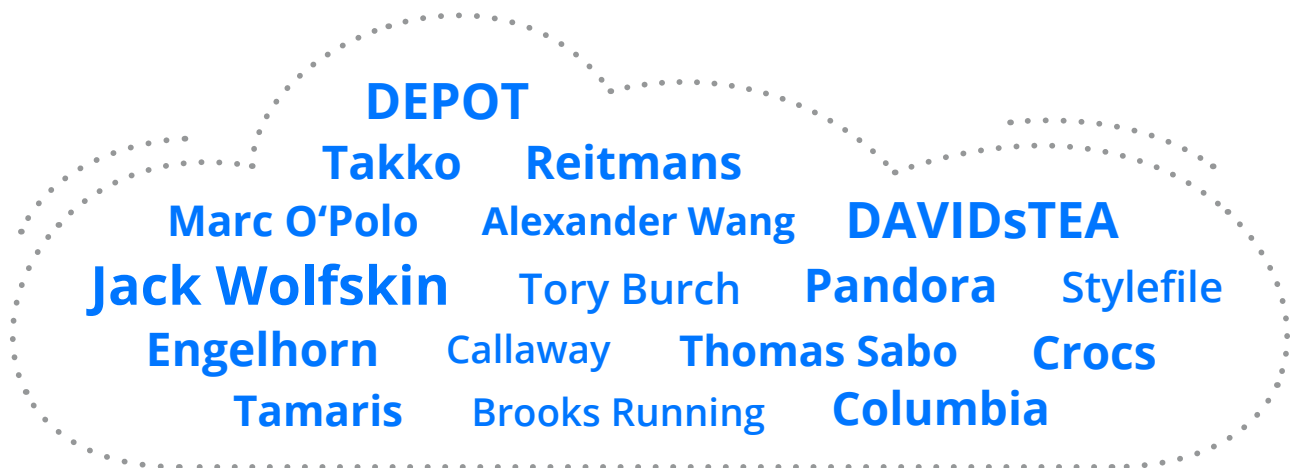 DEPOT
Takko Reitmans
Marc O‘Polo Alexander Wang DAVIDsTEA
Jack Wolfskin Tory Burch Pandora Stylefile
Engelhorn Callaway Thomas Sabo Crocs
Tamaris Brooks Running Columbia